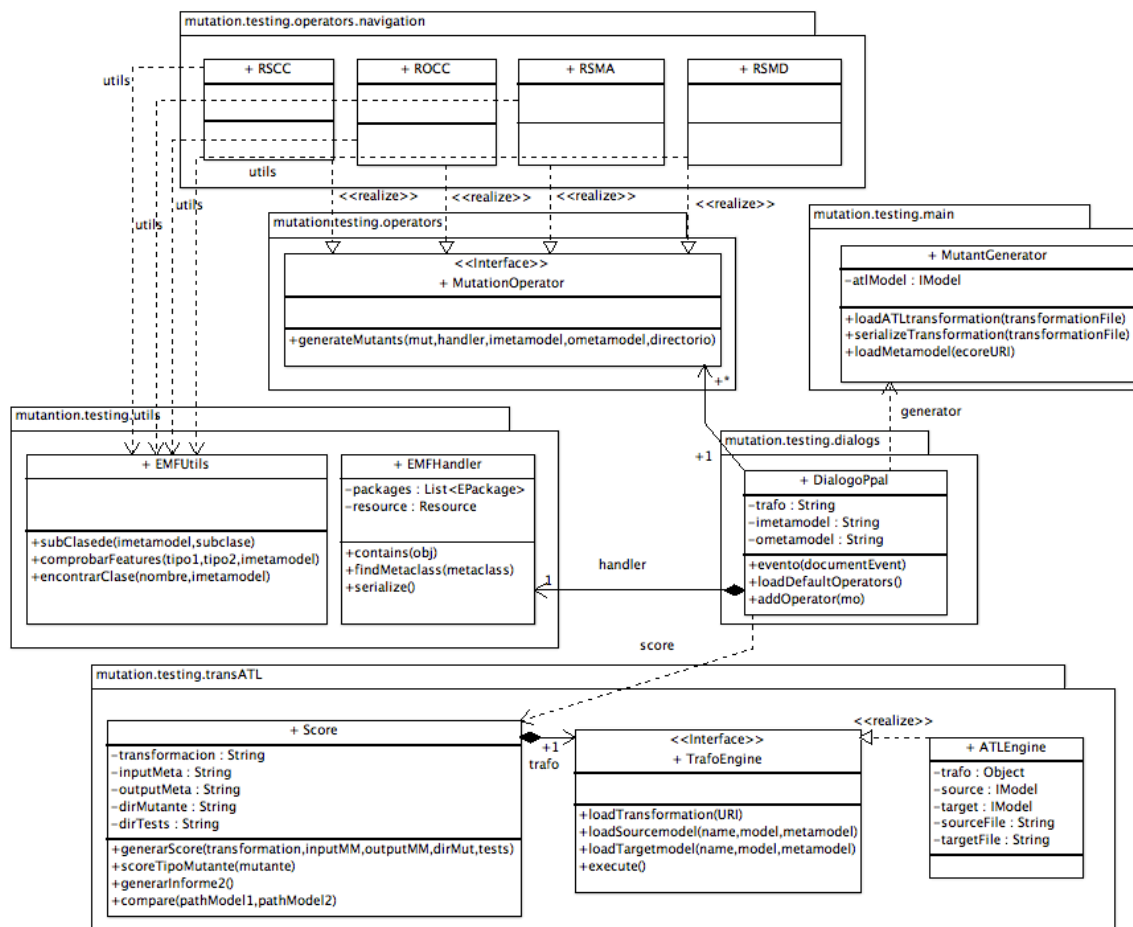 mutation.testing.operators.navigation
+ RSCC
+ ROCC
+ RSMA
+ RSMD
utils
utils
utils
utils
<<realize>>
<<realize>>
<<realize>>
<<realize>>
mutation.testing.operators
<<Interface>>
+ MutationOperator
+generateMutants(mut,handler,imetamodel,ometamodel,directorio)
+*
+1
mutation.testing.main
+ MutantGenerator
-atlModel : IModel
+loadATLtransformation(transformationFile)
+serializeTransformation(transformationFile)
+loadMetamodel(ecoreURI)
generator
mutantion.testing.utils
+ EMFUtils
+subClasede(imetamodel,subclase)
+comprobarFeatures(tipo1,tipo2,imetamodel)
+encontrarClase(nombre,imetamodel)
+ EMFHandler
-packages : List<EPackage>
-resource : Resource
+contains(obj)
+findMetaclass(metaclass)
+serialize()
handler
1
mutation.testing.dialogs
+ DialogoPpal
-trafo : String
-imetamodel : String
-ometamodel : String
+evento(documentEvent)
+loadDefaultOperators()
+addOperator(mo)
score
mutation.testing.transATL
+ Score
-transformacion : String
-inputMeta : String
-outputMeta : String
-dirMutante : String
-dirTests : String
+generarScore(transformation,inputMM,outputMM,dirMut,tests)
+scoreTipoMutante(mutante)
+generarInforme2()
+compare(pathModel1,pathModel2)
+1
trafo
<<Interface>>
+ TrafoEngine
+loadTransformation(URI)
+loadSourcemodel(name,model,metamodel)
+loadTargetmodel(name,model,metamodel)
+execute()
<<realize>>
+ ATLEngine
-trafo : Object
-source : IModel
-target : IModel
-sourceFile : String
-targetFile : String